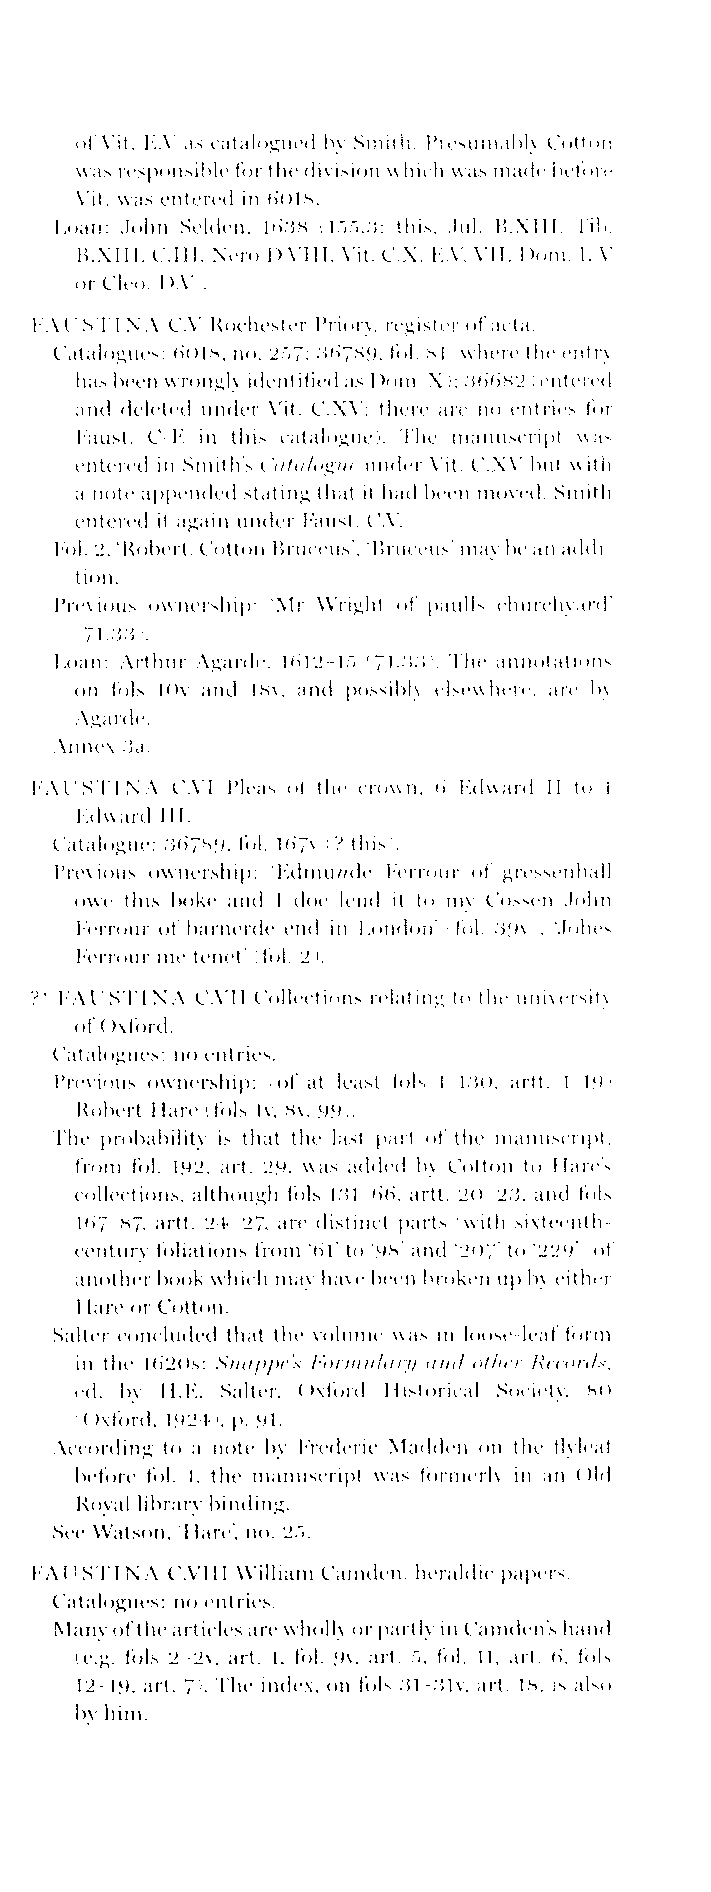 of Vit. E.V as catalogued by Smith. Presumably Cotton
was responsible for the division which was made before
Vit. was entered in 6018.
Loan: John Selden, 1638 (155.3: this, Jul. B.XIII, Tib.
B.XIII, C.III, Nero D.VIII, Vit. C.X, E.V, VII, Dom. I, V
or Cleo. D.V).
FAUSTINA C.V Rochester Priory, register of acta.
Catalogues: 6018, no. 257; 36789, fol. 81 (where the entry
has been wrongly identified as Dom. X); 36682 (entered
and deleted under Vit. C.XV; there are no entries for
Faust. C-E in this catalogue). The manuscript was
entered in Smith's Catalogue under Vit. C.XV but with
a note appended stating that it had been moved. Smith
entered it again under Faust. C.V.
Fol. 2, 'Robert. Cotton Bruceus', 'Bruceus' may be an addi-
tion.
Previous ownership: 'Mr Wright of paulls churchyard'
(71.33).
Loan: Arthur Agarde, 1612-15 (71.33). The annotations
on fols 10v and 18v, and possibly elsewhere, are by
Agarde.
Annex 3a.
FAUSTINA C.VI Pleas of the crown, 6 Edward II to 4
Edward III.
Catalogue: 36789, fol. 167v (? this).
Previous ownership: 'Edmunde Ferrour of gressenhall
owe this boke and I doe lend it to my Cossen John
Ferrour of barnerde end in London' (fol. 39v), 'Johes
Ferrour me tenet' (fol. 2).
?* FAUSTINA C.VII Collections relating to the university
of Oxford.
Catalogues: no entries.
Previous ownership: (of at least fols 1-130, artt. 1-19)
Robert Hare (fols 1v, 8v, 99).
The probability is that the last part of the manuscript,
from fol. 192, art. 29, was added by Cotton to Hare's
collections, although fols 131-66, artt. 20-23, and fols
167-87, artt. 24-27, are distinct parts (with sixteenth-
century foliations from '61' to '98' and '207' to '229') of
another book which may have been broken up by either
Hare or Cotton.
Salter concluded that the volume was in loose-leaf form
in the 1620s: Snappe's Formulary and other Records,
ed. by H.E. Salter, Oxford Historical Society, 80
(Oxford, 1924), p. 91.
According to a note by Frederic Madden on the flyleaf
before fol. 1, the manuscript was formerly in an Old
Royal library binding.
See Watson, 'Hare', no. 25.
FAUSTINA C.VIII William Camden, heraldic papers.
Catalogues: no entries.
Many of the articles are wholly or partly in Camden's hand
(e.g. fols 2-2v, art. 1, fol. 9v, art. 5, fol. 11, art. 6, fols
12-19, art. 7). The index, on fols 31-31v, art. 18, is also
by him.